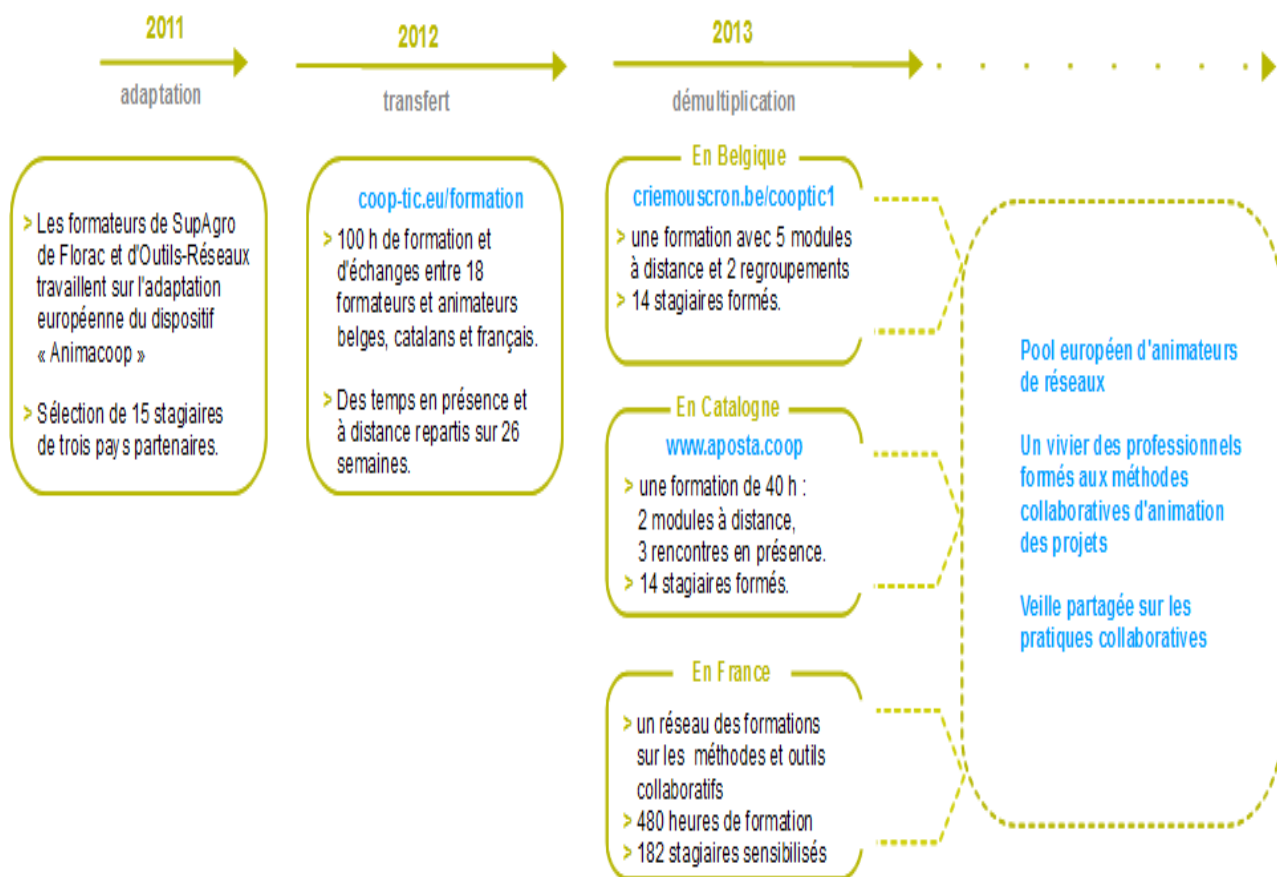 2011
adaptation
> Les formateurs de SupAgro
de Florac et d'Outils-Réseaux
travaillent sur l'adaptation
européenne du dispositif
« Animacoop »
> Sélection de 15 stagiaires
de trois pays partenaires.
2012
transfert
coop-tic.eu/formation
> 100 h de formation et
d'échanges entre 18
formateurs et animateurs
belges, catalans et français.
> Des temps en présence et
à distance repartis sur 26
semaines.
2013
démultiplication
En Belgique
criemouscron.be/cooptic1
> une formation avec 5 modules
à distance et 2 regroupements
> 14 stagiaires formés.
En Catalogne
www.aposta.coop
> une formation de 40 h :
2 modules à distance,
3 rencontres en présence.
> 14 stagiaires formés.
En France
> un réseau des formations
sur les méthodes et outils
collaboratifs
> 480 heures de formation
> 182 stagiaires sensibilisés
Pool européen d'animateurs
de réseaux
Un vivier des professionnels
formés aux méthodes
collaboratives d'animation
des projets
Veille partagée sur les
pratiques collaboratives